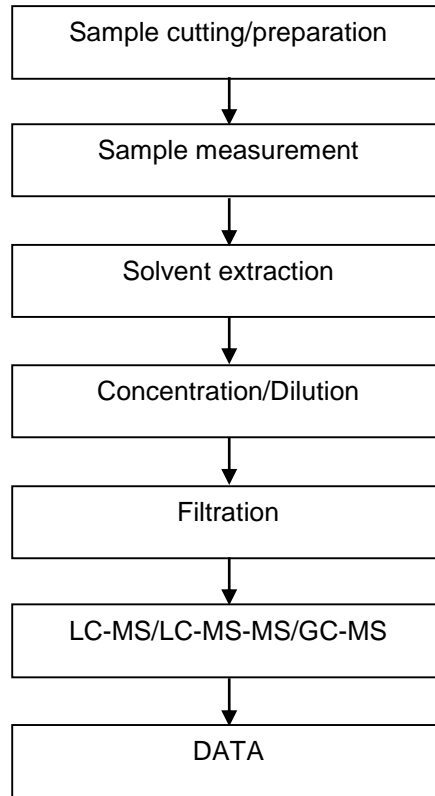 Sample cutting/preparation
Sample measurement
Solvent extraction
Concentration/Dilution
Filtration
LC-MS/LC-MS-MS/GC-MS
DATA